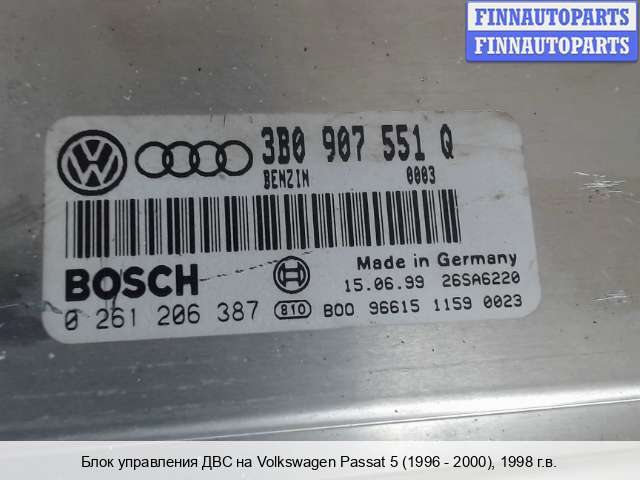 FINNAUTOPARTS
FINNAUTOPARTS
3B0 907 551 Q
BENZIN 0003
BOSCH
Made in Germany
15.06.99 26SA6220
0 261 206 387 810 B00 96615 1159 0023
Блок управления ДВС на Volkswagen Passat 5 (1996 - 2000), 1998 г.в.